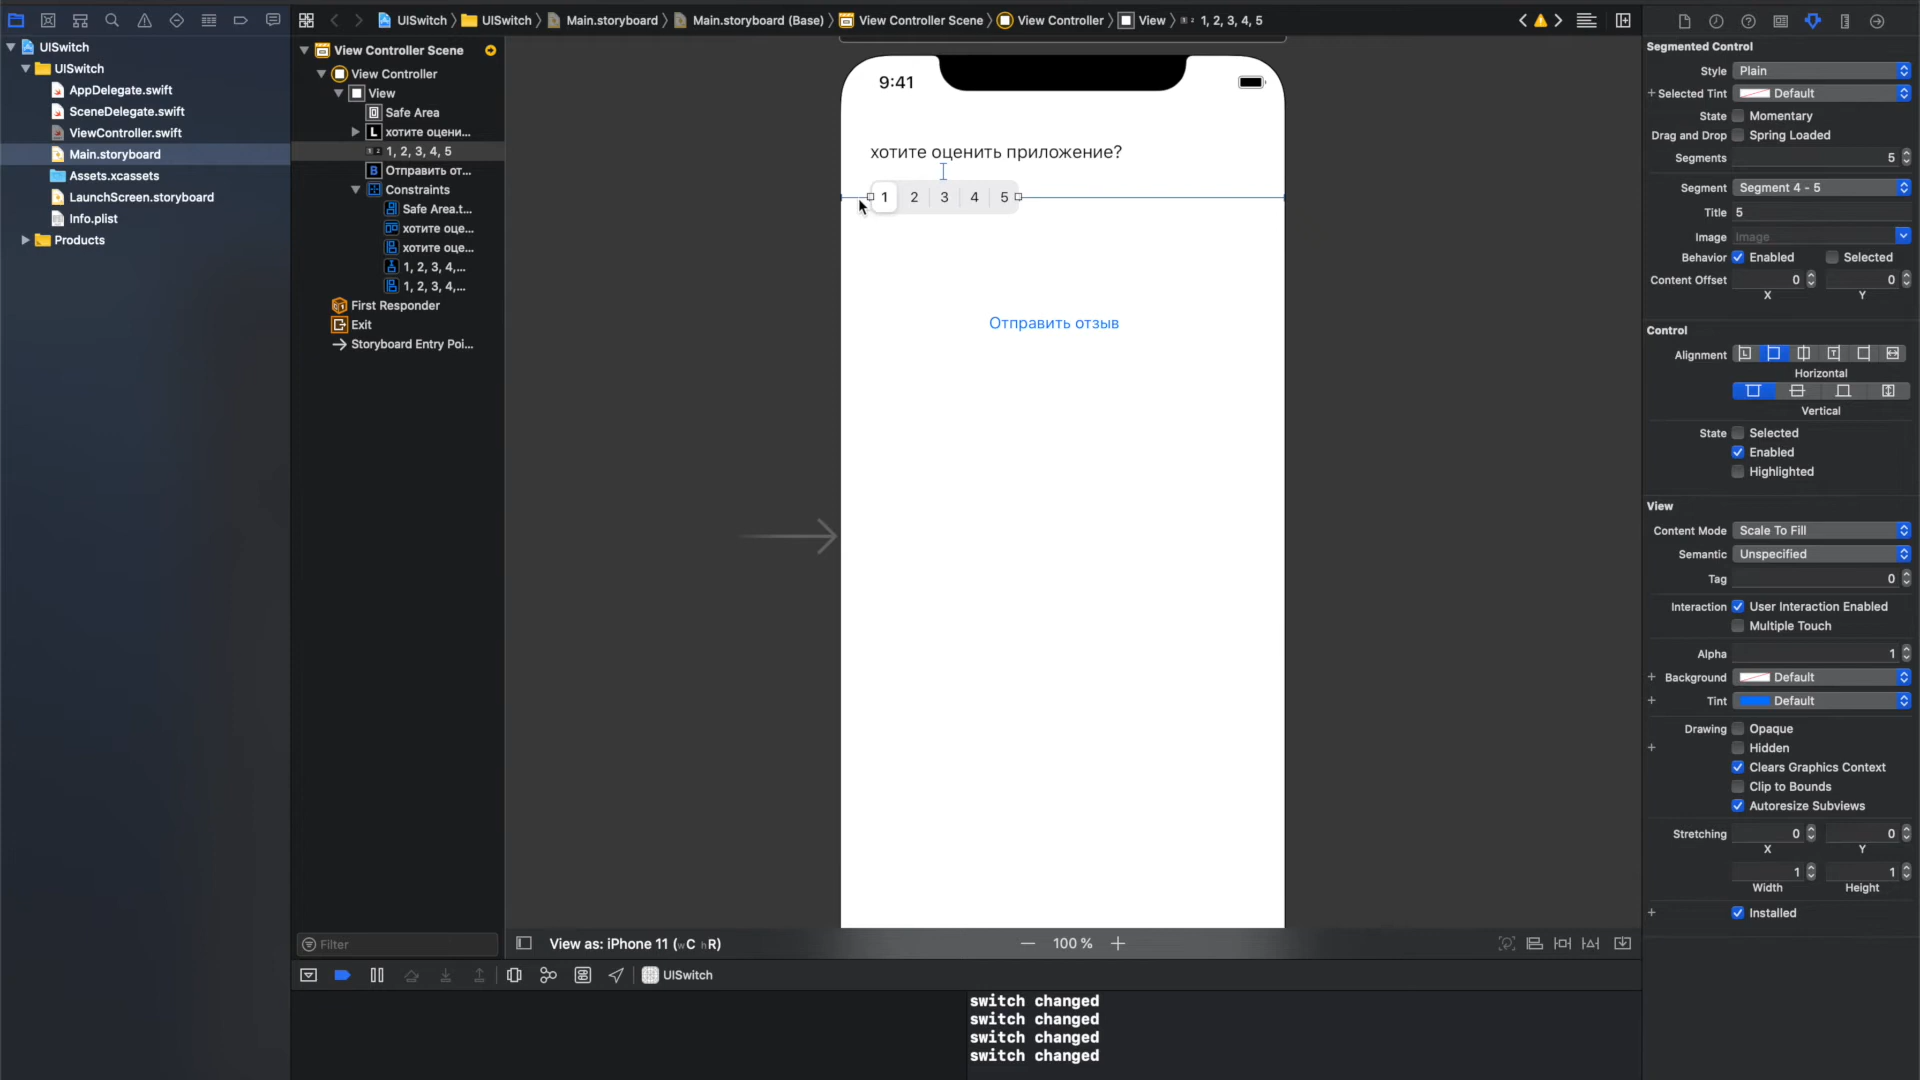 UISwitch
UISwitch
AppDelegate.swift
SceneDelegate.swift
ViewController.swift
Main.storyboard
Assets.xcassets
LaunchScreen.storyboard
Info.plist
Products
UISwitch
UISwitch
Main.storyboard
Main.storyboard (Base)
View Controller Scene
View Controller
View
1, 2, 3, 4, 5
View Controller Scene
View Controller
View
Safe Area
L хотите оцени...
1, 2, 3, 4, 5
B Отправить от...
Constraints
Safe Area.t...
хотите оце...
хотите оце...
1, 2, 3, 4,...
1, 2, 3, 4,...
First Responder
Exit
Storyboard Entry Poi...
Filter
9:41
хотите оценить приложение?
1 2 3 4 5
Отправить отзыв
View as: iPhone 11 (wC hR)
100 %
UISwitch
switch changed
switch changed
switch changed
switch changed
Segmented Control
Style Plain
Selected Tint Default
State Momentary
Drag and Drop Spring Loaded
Segments 5
Segment Segment 4 - 5
Title 5
Image Image
Behavior Enabled Selected
Content Offset 0 0
X Y
Control
Alignment
Horizontal
Vertical
State Selected
Enabled
Highlighted
View
Content Mode Scale To Fill
Semantic Unspecified
Tag 0
Interaction User Interaction Enabled
Multiple Touch
Alpha 1
Background Default
Tint Default
Drawing Opaque
Hidden
Clears Graphics Context
Clip to Bounds
Autoresize Subviews
Stretching 0 0
X Y
1 1
Width Height
Installed